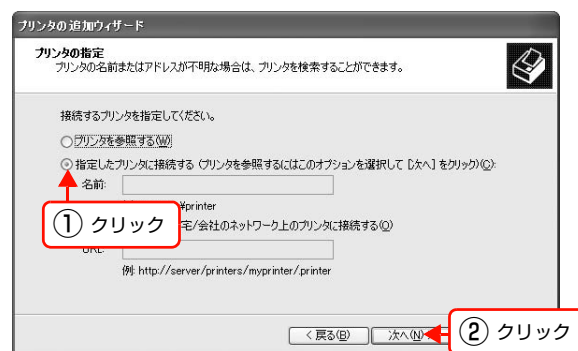 プリンタの追加ウィザード
プリンタの指定
プリンタの名前またはアドレスが不明な場合は、プリンタを検索することができます。
接続するプリンタを指定してください。
プリンタを参照する(W)
指定したプリンタに接続する (プリンタを参照するにはこのオプションを選択して [次へ] をクリック)(C):
名前:
¥printer
① クリック
宅/会社のネットワーク上のプリンタに接続する(O)
URL:
例: http://server/printers/myprinter/.printer
< 戻る(B)
次へ(N)
② クリック